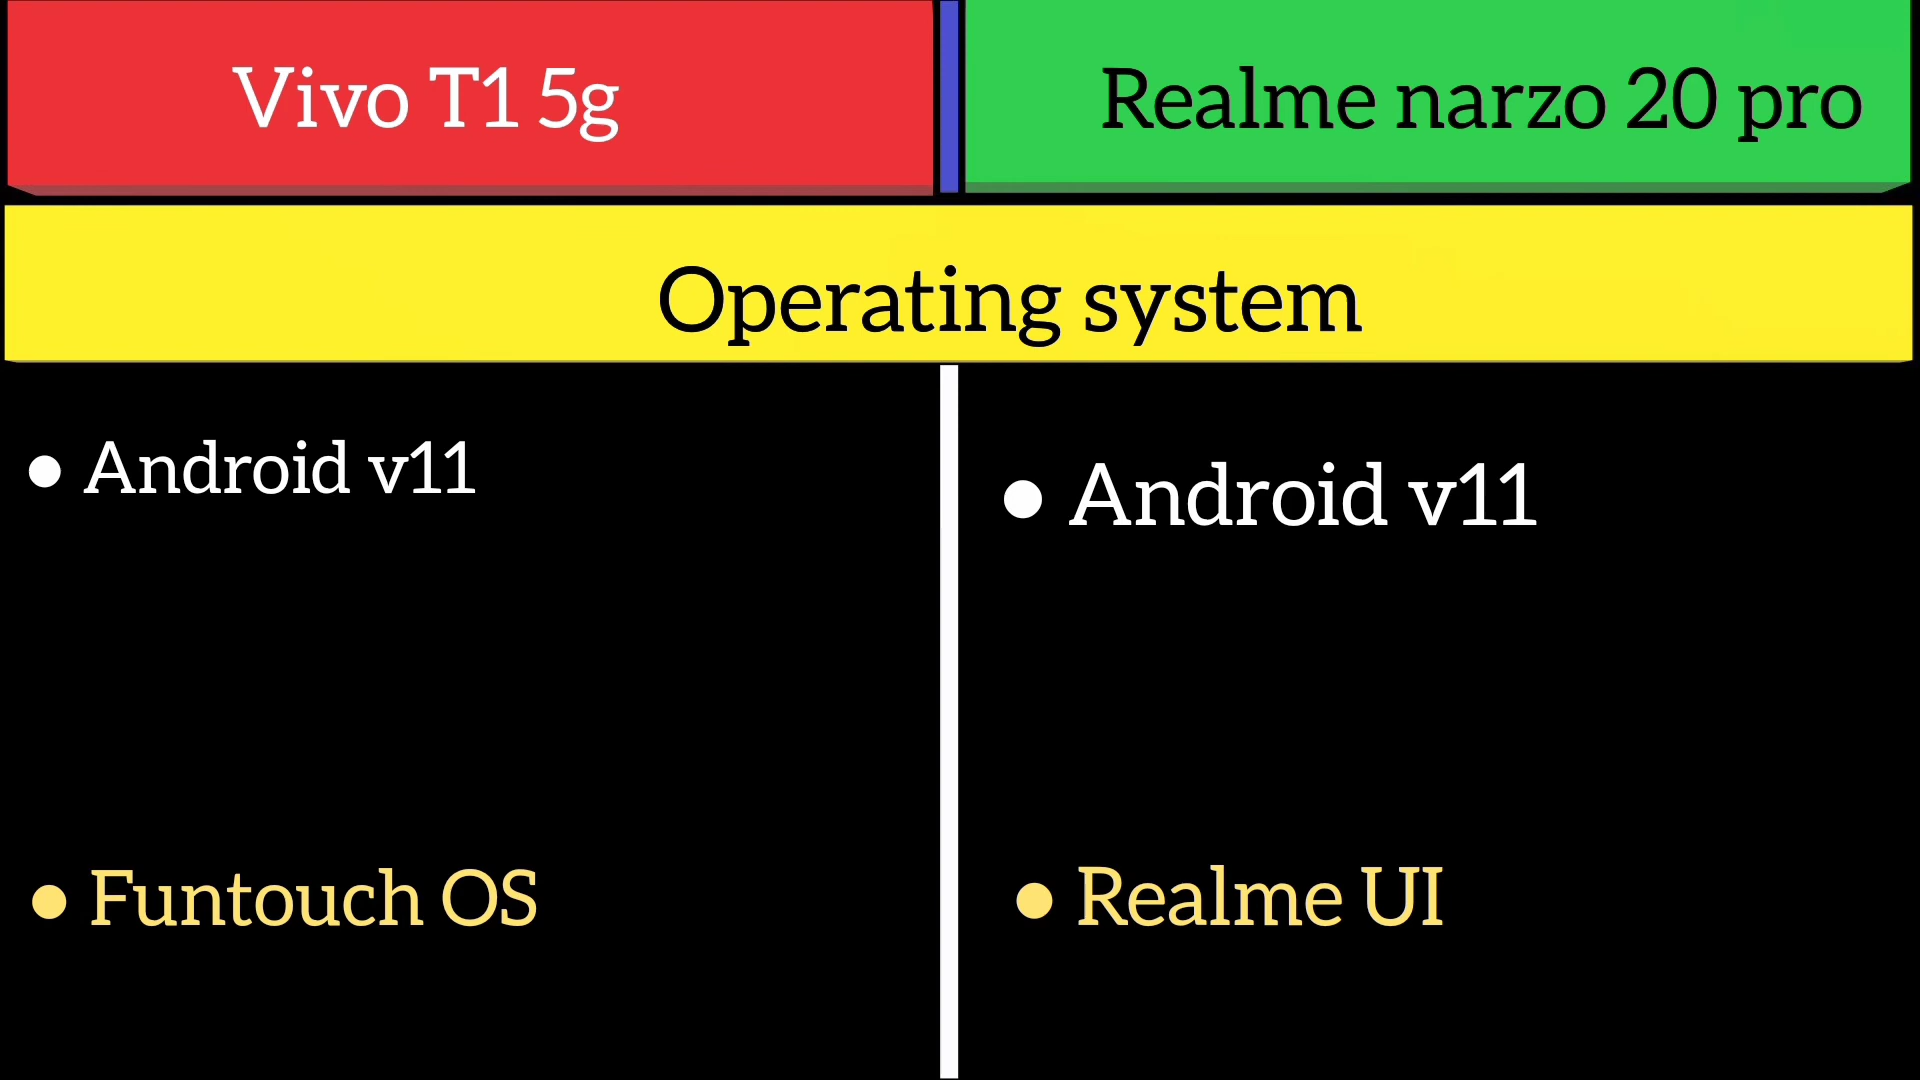 Vivo T1 5g
Realme narzo 20 pro
Operating system
• Android v11
• Android v11
• Funtouch OS
• Realme UI